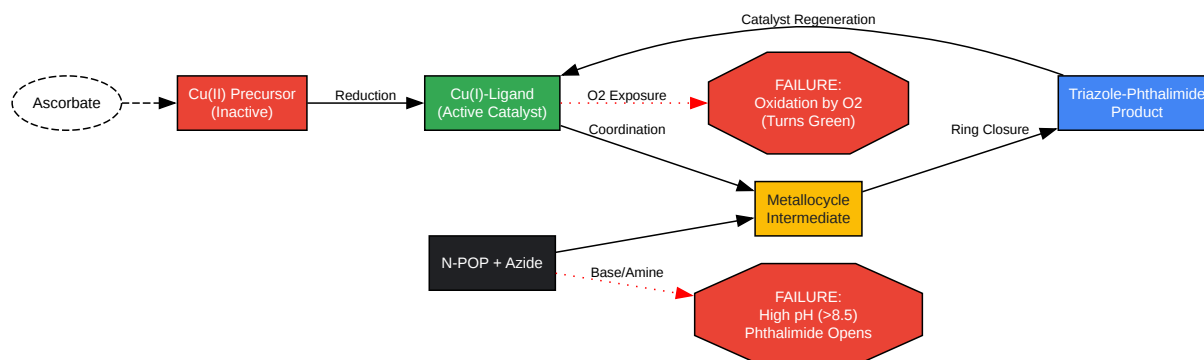 Catalyst Regeneration
Ascorbate
Cu(II) Precursor
(Inactive)
Reduction
Cu(I)-Ligand
(Active Catalyst)
O2 Exposure
Coordination
FAILURE:
Oxidation by O2
(Turns Green)
Ring Closure
Triazole-Phthalimide
Product
Metallocycle
Intermediate
N-POP + Azide
Base/Amine
FAILURE:
High pH (>8.5)
Phthalimide Opens